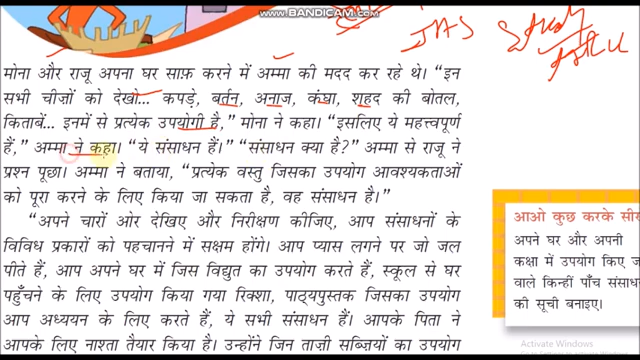 www.BANDICAM.com
IAS
Study
मोना और राजू अपना घर साफ़ करने में अम्मा की मदद कर रहे थे। “इन
सभी चीज़ों को देखो... कपड़े, बर्तन, अनाज, कंघा, शहद की बोतल,
किताबें... इनमें से प्रत्येक उपयोगी है,” मोना ने कहा। “इसलिए ये महत्त्वपूर्ण
हैं,” अम्मा ने कहा। “ये संसाधन हैं।” “संसाधन क्या है?” अम्मा से राजू ने
प्रश्न पूछा। अम्मा ने बताया, “प्रत्येक वस्तु जिसका उपयोग आवश्यकताओं
को पूरा करने के लिए किया जा सकता है, वह संसाधन है।”
“अपने चारों ओर देखिए और निरीक्षण कीजिए, आप संसाधनों के
विविध प्रकारों को पहचानने में सक्षम होंगे। आप प्यास लगने पर जो जल
पीते हैं, आप अपने घर में जिस विद्युत का उपयोग करते हैं, स्कूल से घर
पहुँचने के लिए उपयोग किया गया रिक्शा, पाठ्यपुस्तक जिसका उपयोग
आप अध्ययन के लिए करते हैं, ये सभी संसाधन हैं। आपके पिता ने
आपके लिए नाश्ता तैयार किया है। उन्होंने जिन ताज़ी सब्ज़ियों का उपयोग
आओ कुछ करके सी
अपने घर और अपनी
कक्षा में उपयोग किए ज
वाले किन्हीं पाँच संसाध
की सूची बनाइए।
Activate Windows